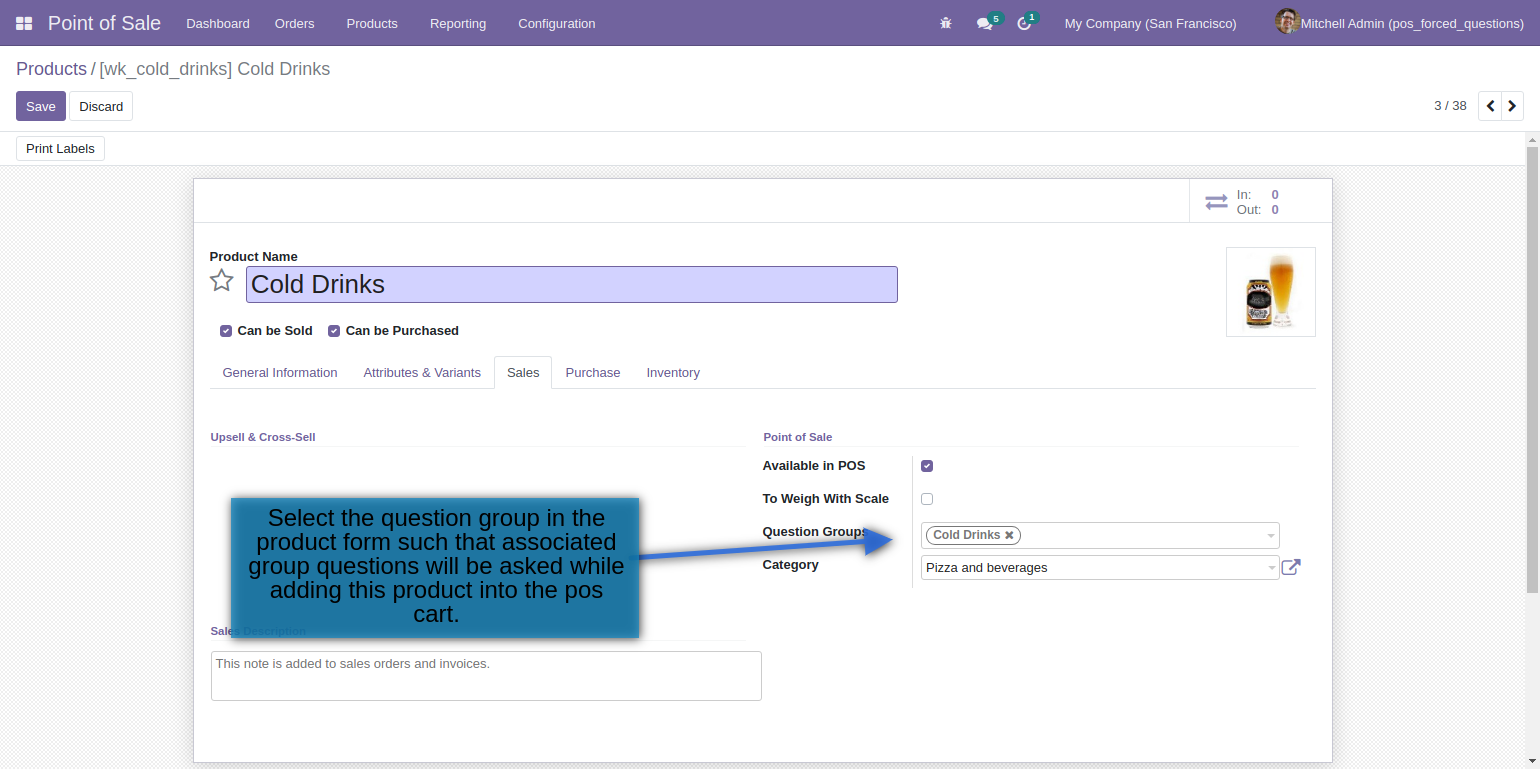 Point of Sale Dashboard Orders Products Reporting Configuration 5 1 My Company (San Francisco) Mitchell Admin (pos_forced_questions)
Products / [wk_cold_drinks] Cold Drinks
Save Discard 3 / 38
Print Labels
In: 0
Out: 0
Product Name
Cold Drinks
Can be Sold Can be Purchased
General Information Attributes & Variants Sales Purchase Inventory
Upsell & Cross-Sell Point of Sale
Available in POS
To Weigh With Scale
Question Groups Cold Drinks
Category Pizza and beverages
Select the question group in the
product form such that associated
group questions will be asked while
adding this product into the pos
cart.
Sales Description
This note is added to sales orders and invoices.